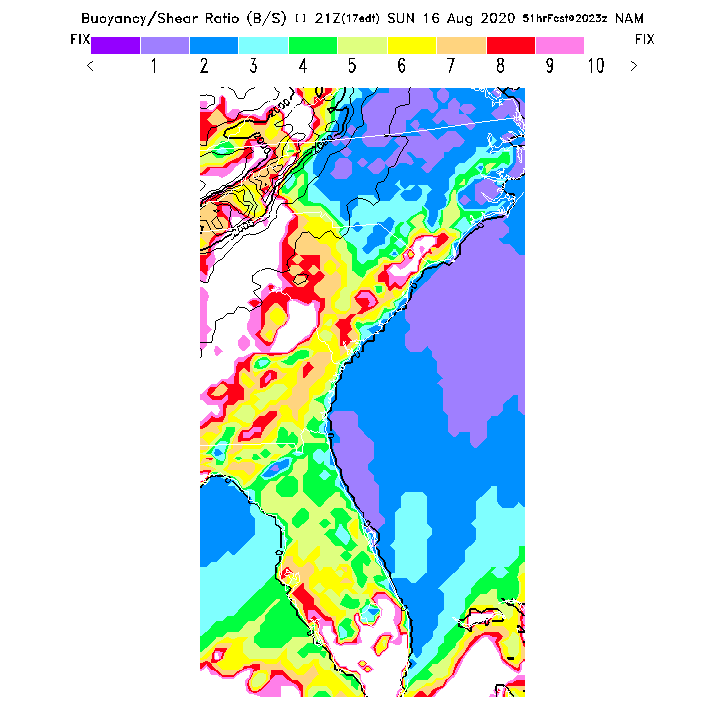 Buoyancy/Shear Ratio (B/S) [] 21Z(17edt) SUN 16 Aug 2020 51hrFcst@2023z NAM
FIX FIX
< 1 2 3 4 5 6 7 8 9 10 >